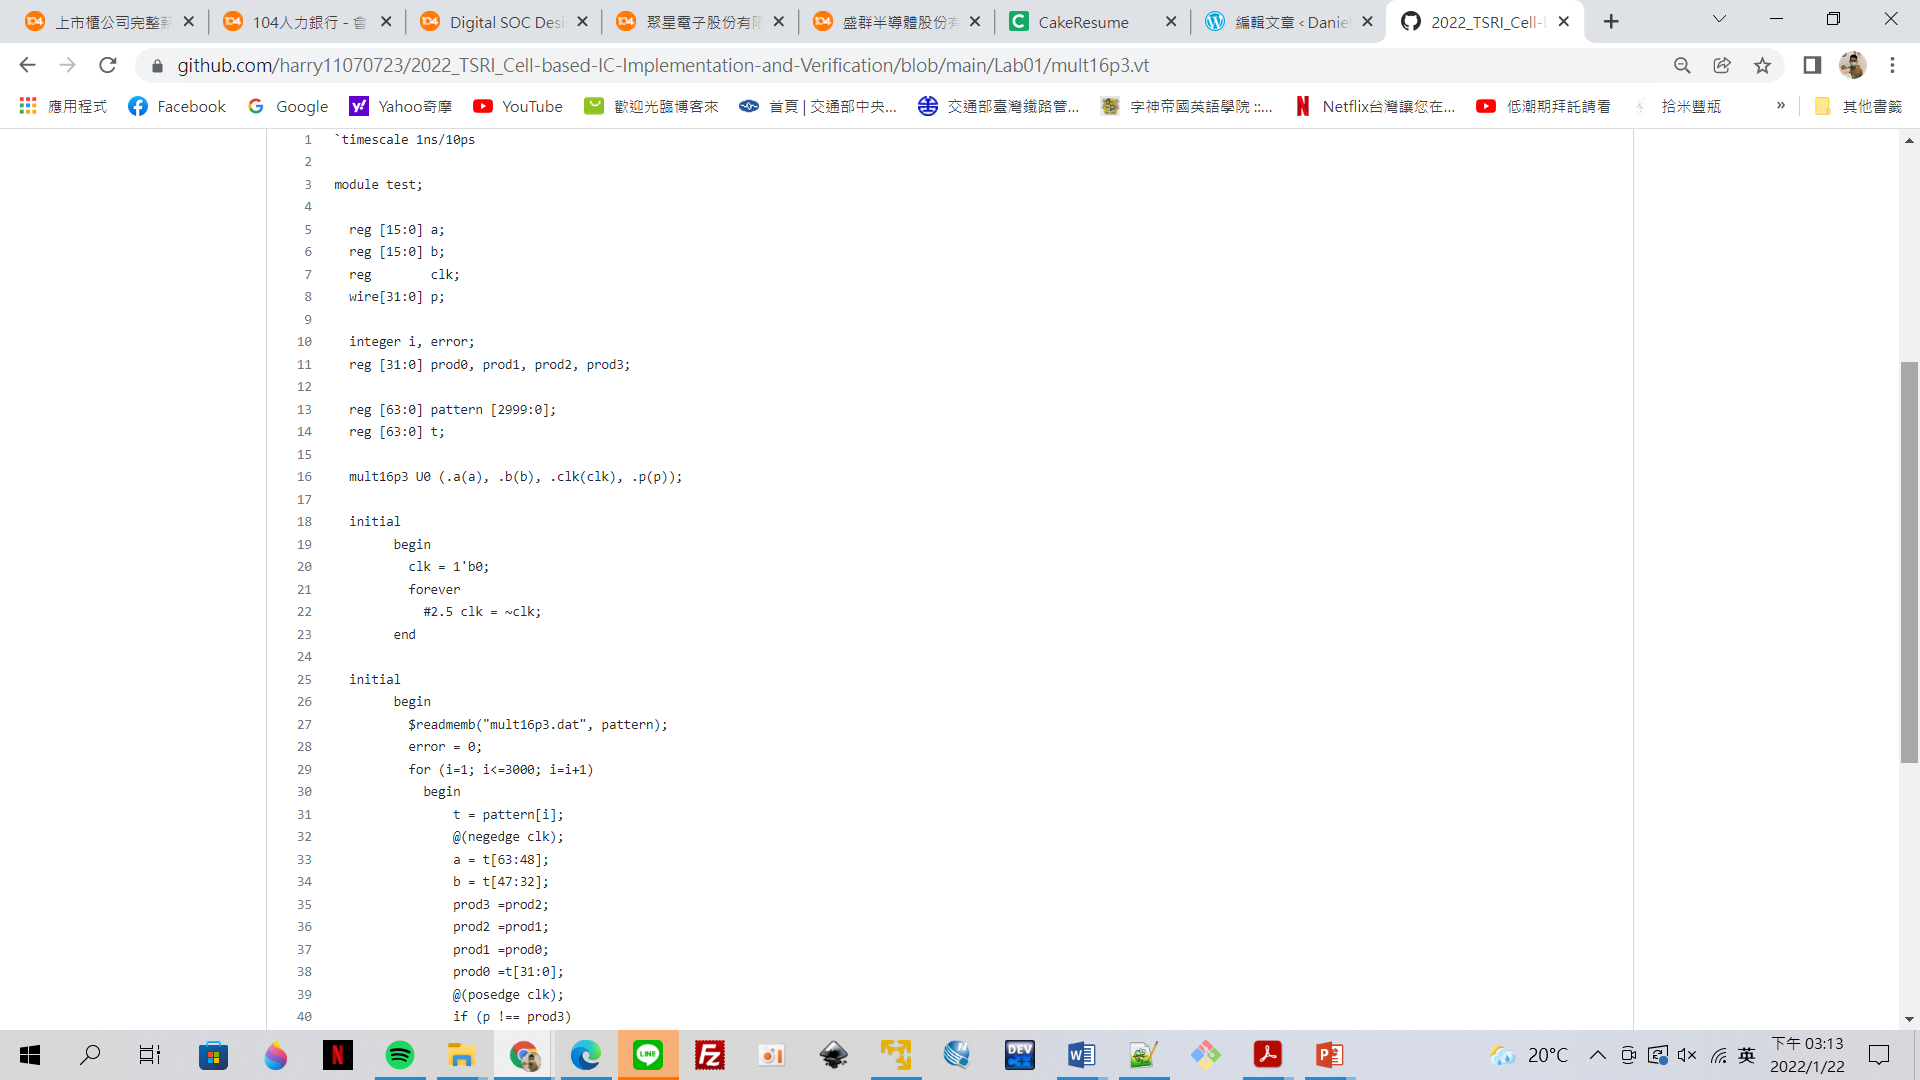 上市櫃公司完整薪
104人力銀行 - 會
Digital SOC Desi
聚星電子股份有限
盛群半導體股份有
CakeResume
編輯文章 ‹ Daniel
2022_TSRI_Cell-b
github.com/harry11070723/2022_TSRI_Cell-based-IC-Implementation-and-Verification/blob/main/Lab01/mult16p3.vt
應用程式
Facebook
Google
Yahoo奇摩
YouTube
歡迎光臨博客來
首頁 | 交通部中央...
交通部臺灣鐵路管...
字神帝國英語學院 ::...
Netflix台灣讓您在...
低潮期拜託請看
拾米豐瓶
»
其他書籤
1 `timescale 1ns/10ps
2
3 module test;
4
5 reg [15:0] a;
6 reg [15:0] b;
7 reg clk;
8 wire[31:0] p;
9
10 integer i, error;
11 reg [31:0] prod0, prod1, prod2, prod3;
12
13 reg [63:0] pattern [2999:0];
14 reg [63:0] t;
15
16 mult16p3 U0 (.a(a), .b(b), .clk(clk), .p(p));
17
18 initial
19 begin
20 clk = 1'b0;
21 forever
22 #2.5 clk = ~clk;
23 end
24
25 initial
26 begin
27 $readmemb("mult16p3.dat", pattern);
28 error = 0;
29 for (i=1; i<=3000; i=i+1)
30 begin
31 t = pattern[i];
32 @(negedge clk);
33 a = t[63:48];
34 b = t[47:32];
35 prod3 =prod2;
36 prod2 =prod1;
37 prod1 =prod0;
38 prod0 =t[31:0];
39 @(posedge clk);
40 if (p !== prod3)
20°C
英
下午 03:13
2022/1/22